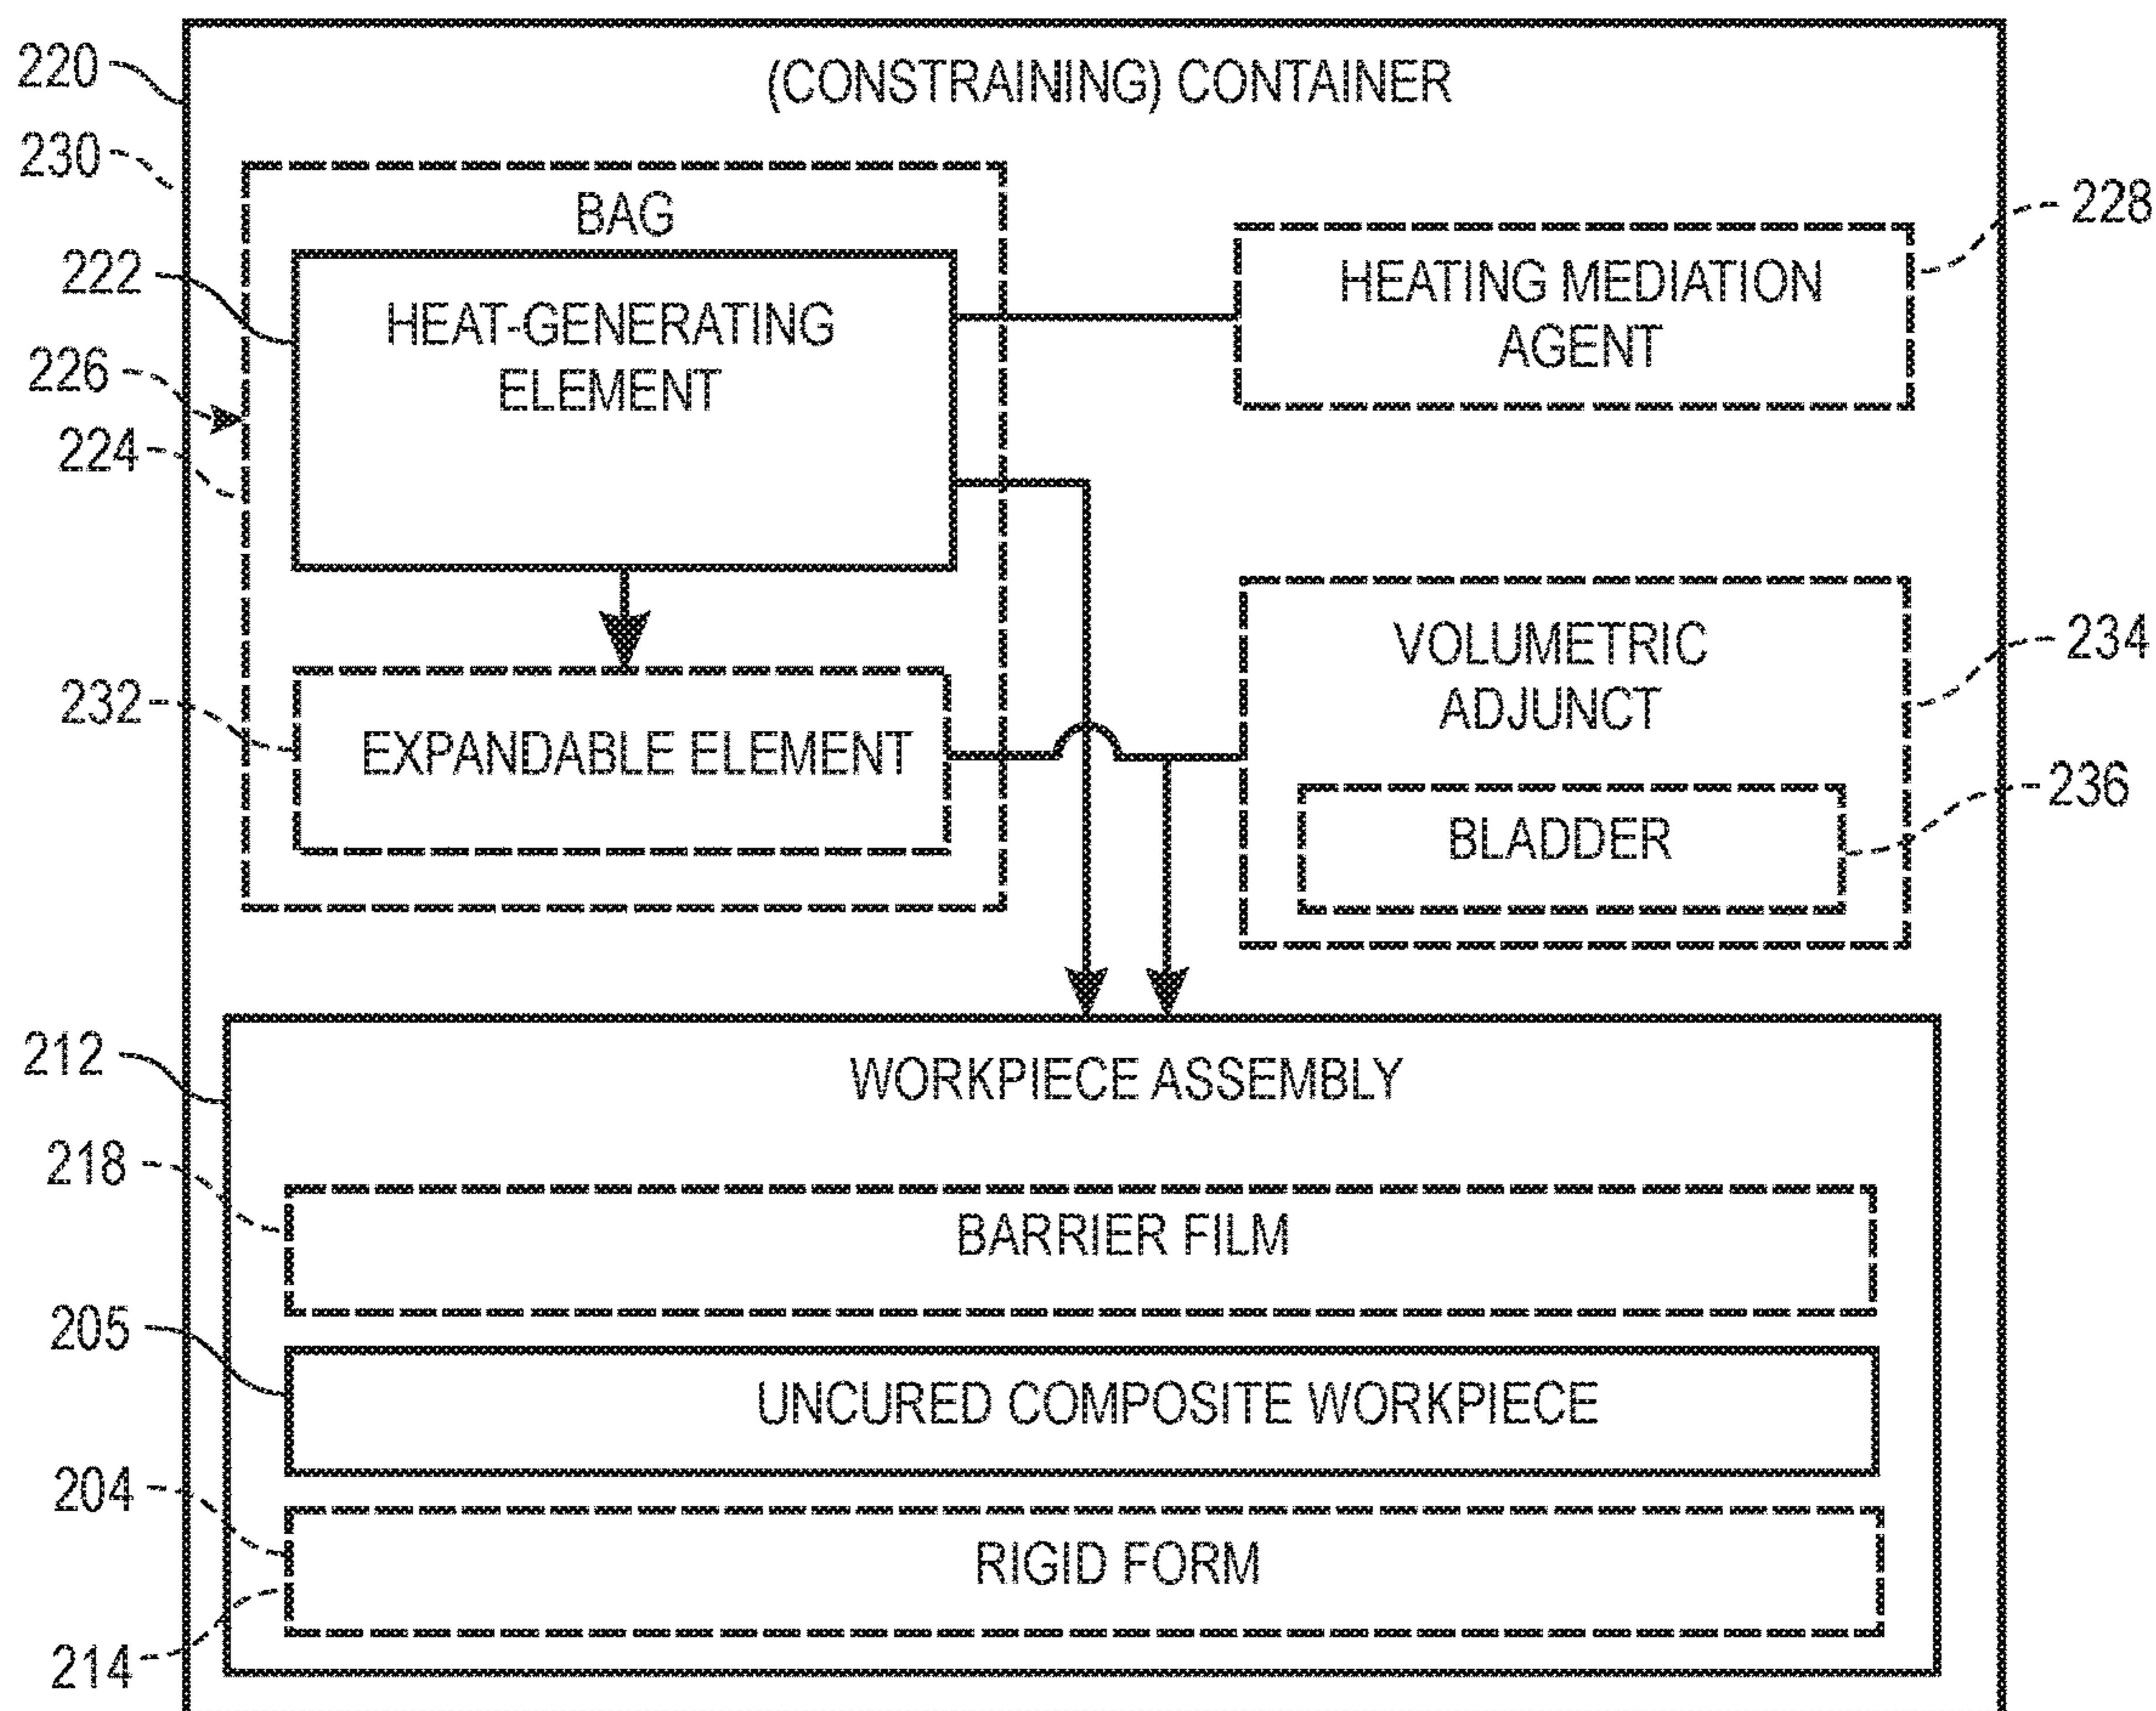 220
(CONSTRAINING) CONTAINER
230
BAG
228
222
HEAT-GENERATING
ELEMENT
HEATING MEDIATION
AGENT
226
224
234
VOLUMETRIC
ADJUNCT
232
EXPANDABLE ELEMENT
236
BLADDER
212
WORKPIECE ASSEMBLY
218
BARRIER FILM
205
UNCURED COMPOSITE WORKPIECE
204
RIGID FORM
214